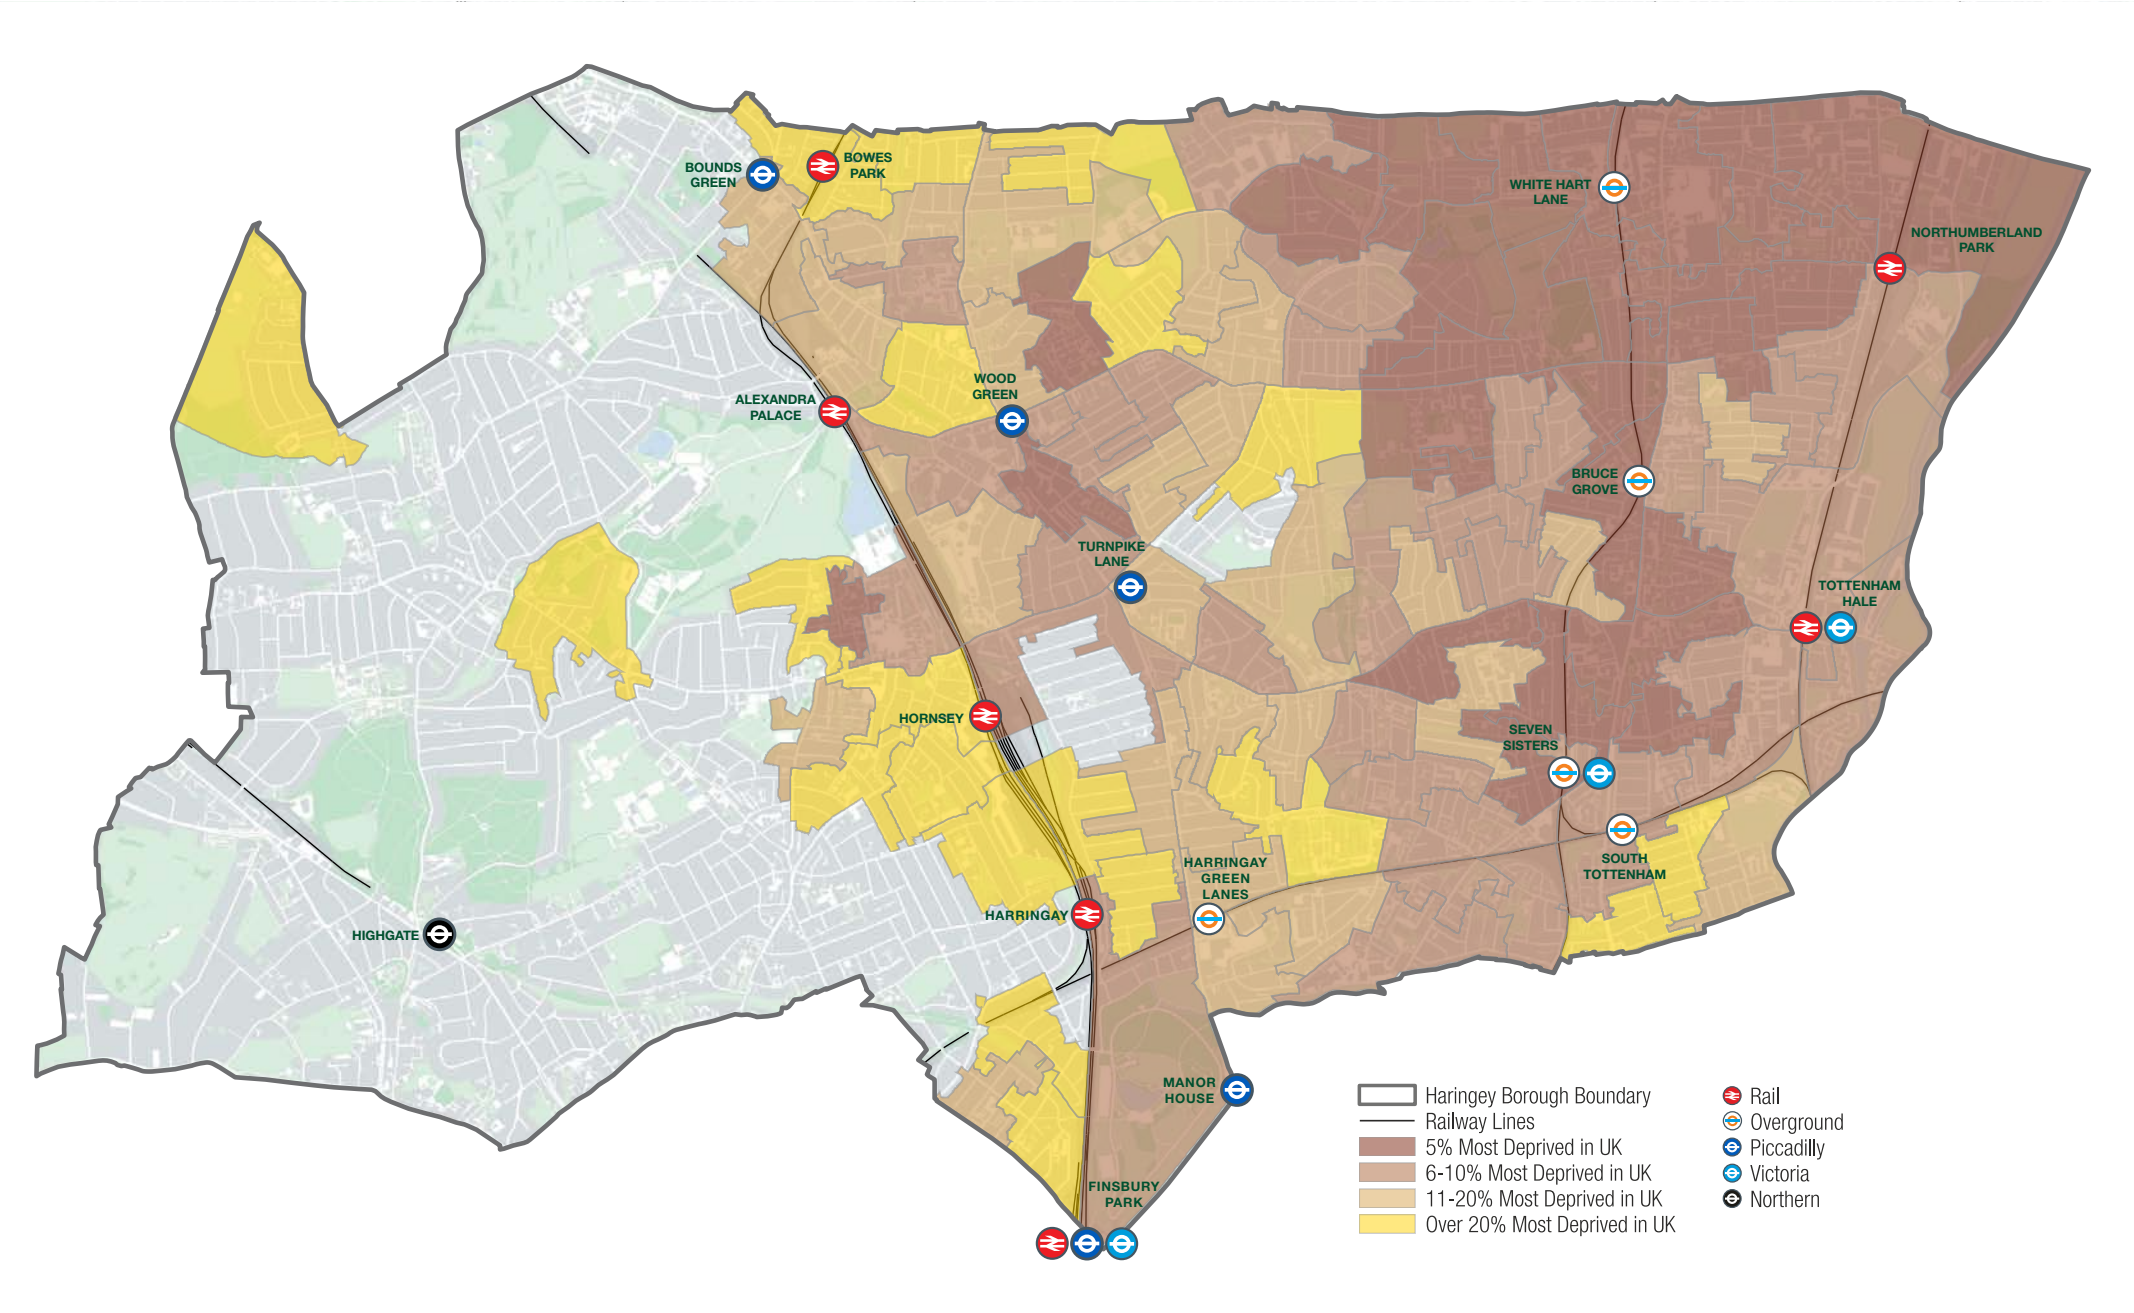 BOUNDS
GREEN
BOWES
PARK
WHITE HART
LANE
NORTHUMBERLAND
PARK
ALEXANDRA
PALACE
WOOD
GREEN
BRUCE
GROVE
TURNPIKE
LANE
TOTTENHAM
HALE
HORNSEY
SEVEN
SISTERS
SOUTH
TOTTENHAM
HARRINGAY
GREEN
LANES
HARRINGAY
HIGHGATE
MANOR
HOUSE
FINSBURY
PARK
Haringey Borough Boundary
Railway Lines
5% Most Deprived in UK
6-10% Most Deprived in UK
11-20% Most Deprived in UK
Over 20% Most Deprived in UK
Rail
Overground
Piccadilly
Victoria
Northern